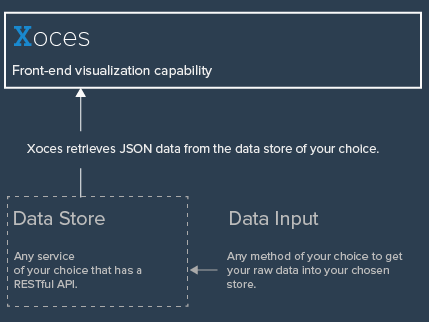 Xoces
Front-end visualization capability
Xoces retrieves JSON data from the data store of your choice.
Data Store
Any service
of your choice that has a
RESTful API.
Data Input
Any method of your choice to get
your raw data into your chosen
store.